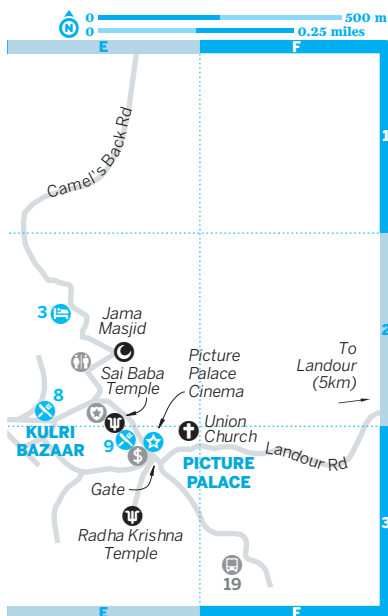 0 500 m
N
0 0.25 miles
E F
1
Camel's Back Rd
2
3
Jama
Masjid
Sai Baba
Temple
Picture
Palace
Cinema
To
Landour
(5km)
8
KULRI
BAZAAR
9
$
Union
Church
PICTURE
PALACE
Landour Rd
Gate
3
Radha Krishna
Temple
19
E F